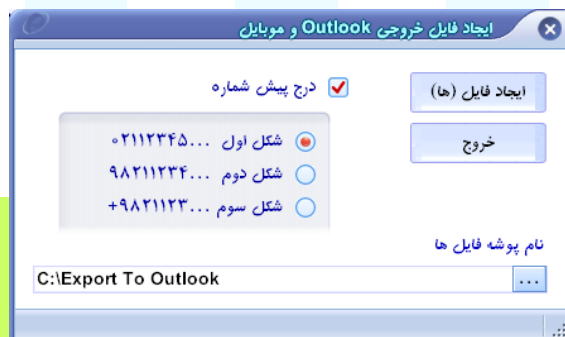 ایجاد فایل خروجی Outlook و موبایل
ایجاد فایل (ها)
خروج
درج پیش شماره
شکل اول ...۰۲۱۱۲۳۴۵
شکل دوم ...۹۸۲۱۱۲۳۴
شکل سوم ...۹۸۲۱۱۲۳+
نام پوشه فایل ها
C:\Export To Outlook
...